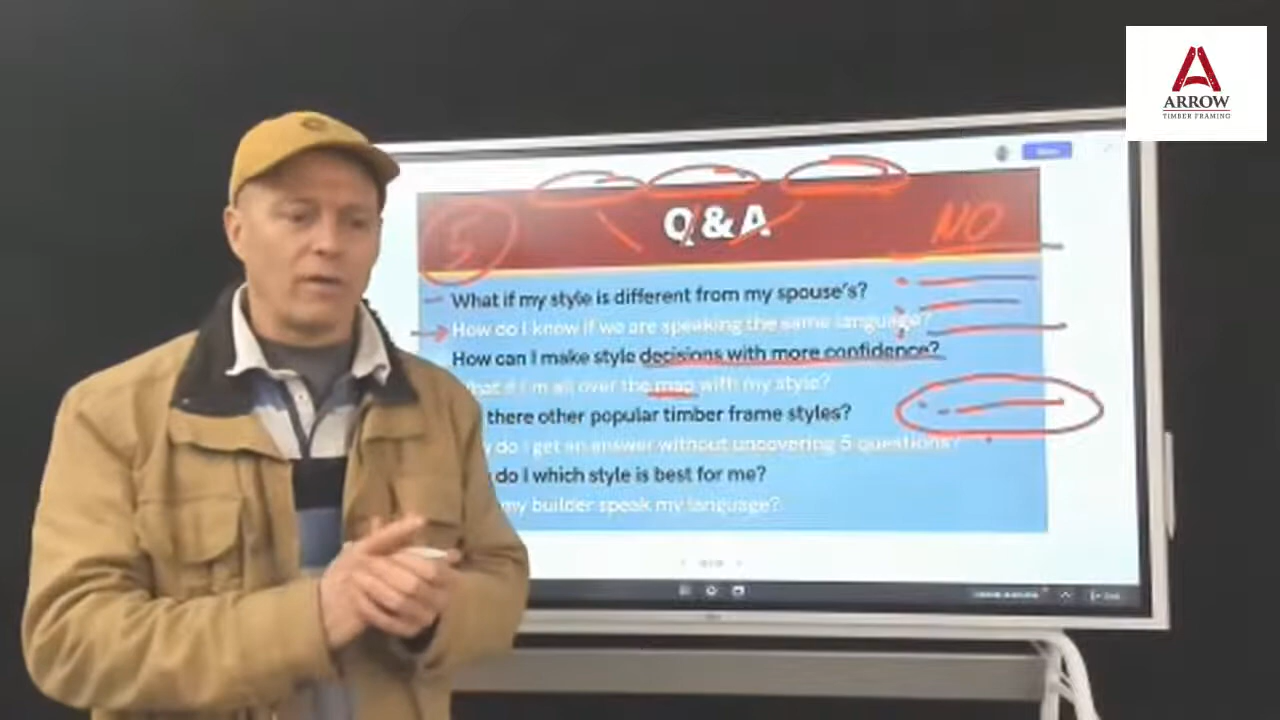 ARROW
TIMBER FRAMING
5
Q&A
NO
What if my style is different from my spouse's?
How do I know if we are speaking the same language?
How can I make style decisions with more confidence?
What if I'm all over the map with my style?
there other popular timber frame styles?
do I get an answer without uncovering 5 questions?
do I which style is best for me?
my builder speak my language?